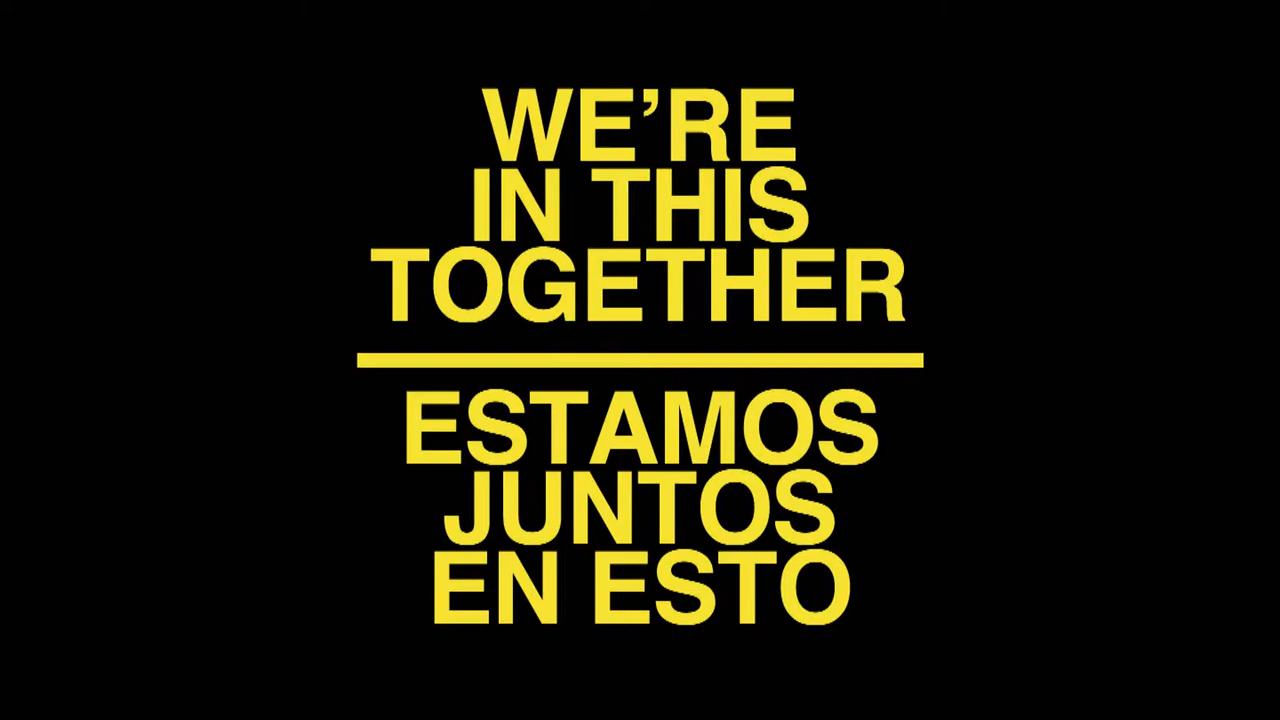 WE’RE
IN THIS
TOGETHER
ESTAMOS
JUNTOS
EN ESTO